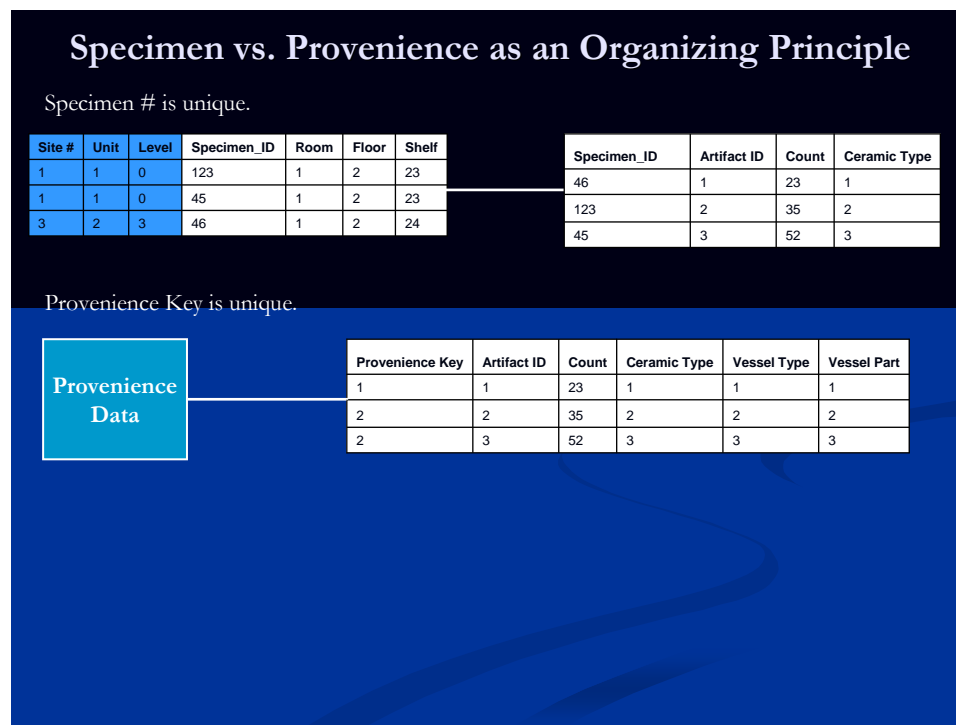 Specimen vs. Provenience as an Organizing Principle
Specimen # is unique.
Site # Unit Level Specimen_ID Room Floor Shelf
1 1 0 123 1 2 23
1 1 0 45 1 2 23
3 2 3 46 1 2 24
Specimen_ID Artifact ID Count Ceramic Type
46 1 23 1
123 2 35 2
45 3 52 3
Provenience Key is unique.
Provenience
Data
Provenience Key Artifact ID Count Ceramic Type Vessel Type Vessel Part
1 1 23 1 1 1
2 2 35 2 2 2
2 3 52 3 3 3